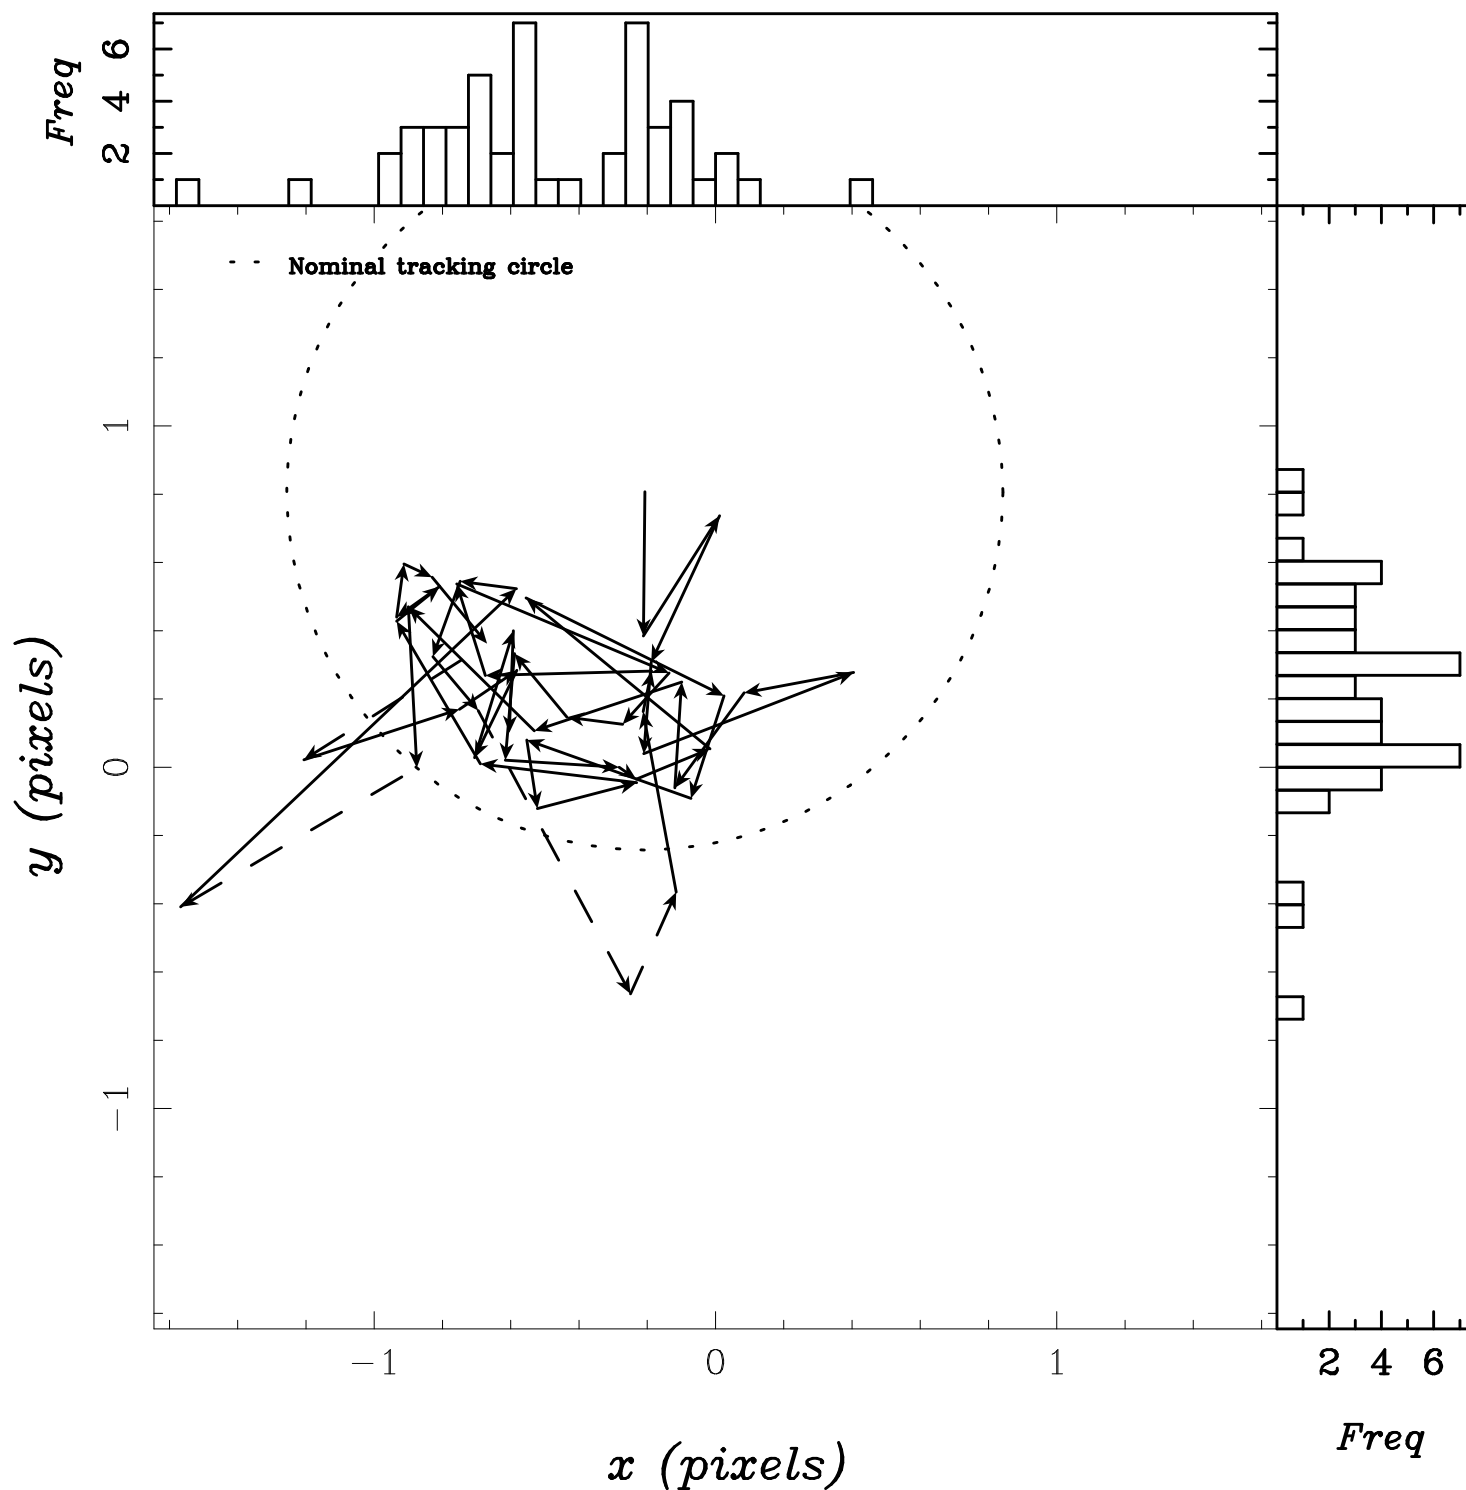 Freq
6
4
2
Nominal tracking circle
1
0
−1
y (pixels)
−1
0
1
2 4 6
x (pixels)
Freq